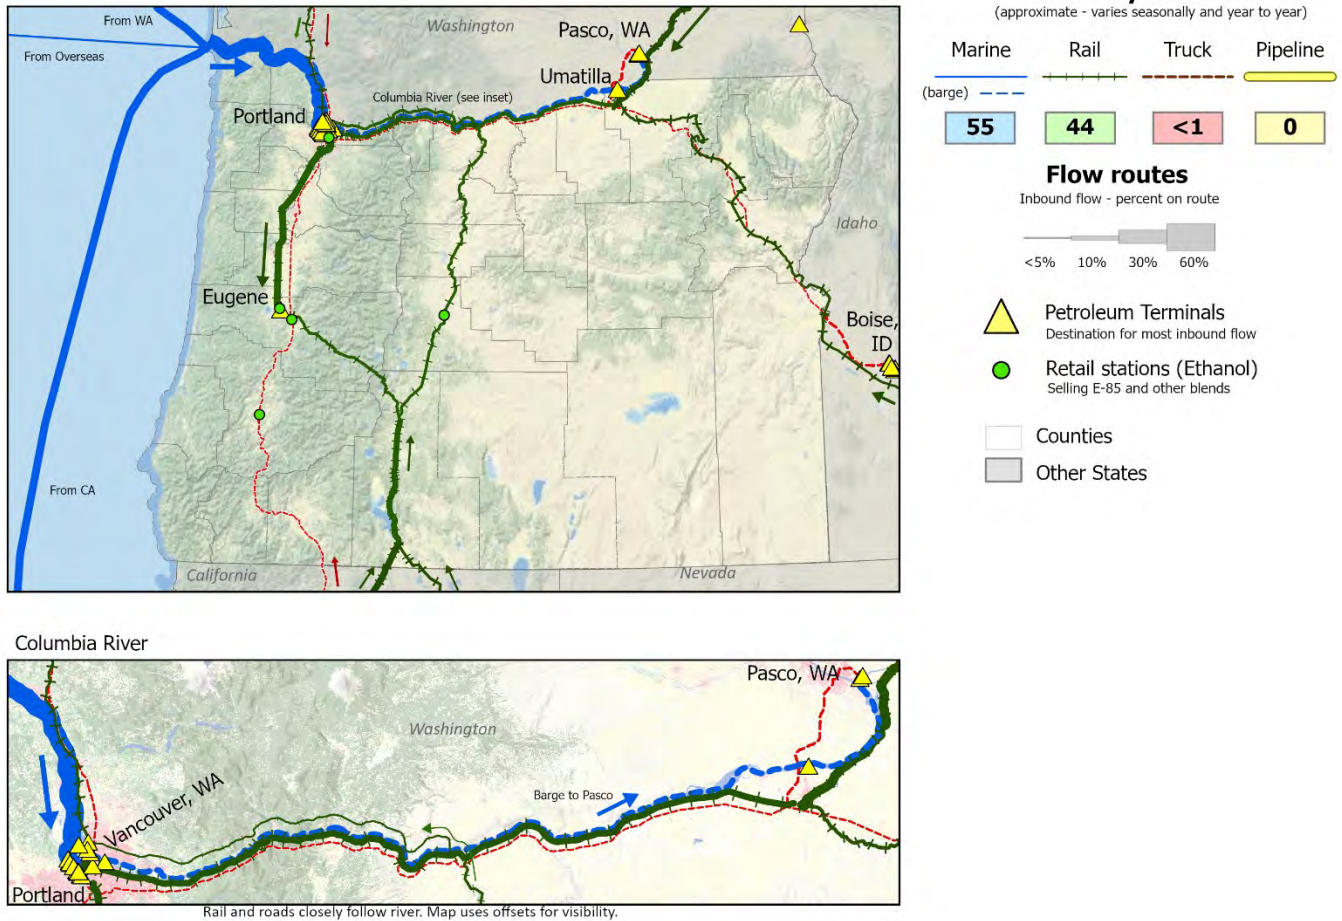 (approximate - varies seasonally and year to year)
Marine Rail Truck Pipeline
(barge)
55 44 <1 0
Flow routes
Inbound flow - percent on route
<5% 10% 30% 60%
Petroleum Terminals
Destination for most inbound flow
Retail stations (Ethanol)
Selling E-85 and other blends
Counties
Other States
From WA
From Overseas
Washington
Pasco, WA
Umatilla
Columbia River (see inset)
Portland
Idaho
Eugene
Boise,
ID
From CA
California
Nevada
Columbia River
Pasco, WA
Washington
Vancouver, WA
Barge to Pasco
Portland
Rail and roads closely follow river. Map uses offsets for visibility.